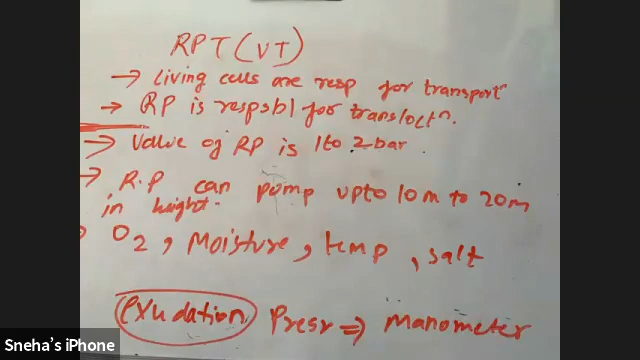 RPT (VT)
→ Living cells are resp for transportⁿ
→ RP is respsbl for transloctⁿ.
→ Value of RP is 1 to 2 bar.
→ R.P can pump upto 10m to 20m
in height.
O2, Moisture, temp, salt
exudation Presr ⇒ Manometer
Sneha's iPhone